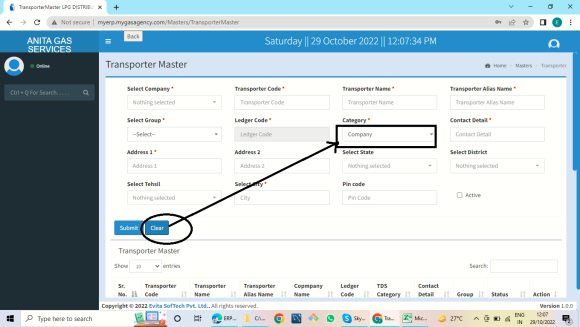 TransporterMaster LPG DISTRIB
Not secure | myerp.mygasagency.com/Masters/TransporterMaster
ANITA GAS SERVICES
Back
Saturday || 29 October 2022 || 12:07:34 PM
Online
Ctrl + Q For Search........
Transporter Master
Home Masters Transporter
Select Company * Transporter Code * Transporter Name * Transporter Alias Name *
Nothing selected Transporter Code Transporter Name Transporter Alias Name
Select Group * Ledger Code * Category * Contact Detail *
--Select-- Ledger Code Company Contact Detail
Address 1 * Address 2 Select State Select District
Address 1 Address 2 Nothing selected Nothing selected
Select Tehsil Select City * Pin code
Nothing selected City Pin Code Active
Submit Clear
Transporter Master
Show 10 entries Search:
Sr. No. Transporter Code Transporter Name Transporter Alias Name Compnany Name Ledger Code TDS Category Contact Detail Group Status Action
Copyright © 2022 Evita SofTech Pvt. Ltd.. All rights reserved. Version 1.0.0
Type here to search
ERP... C:\... Sky... Tra... Mic... 27°C ENG IN 12:07 29/10/2022